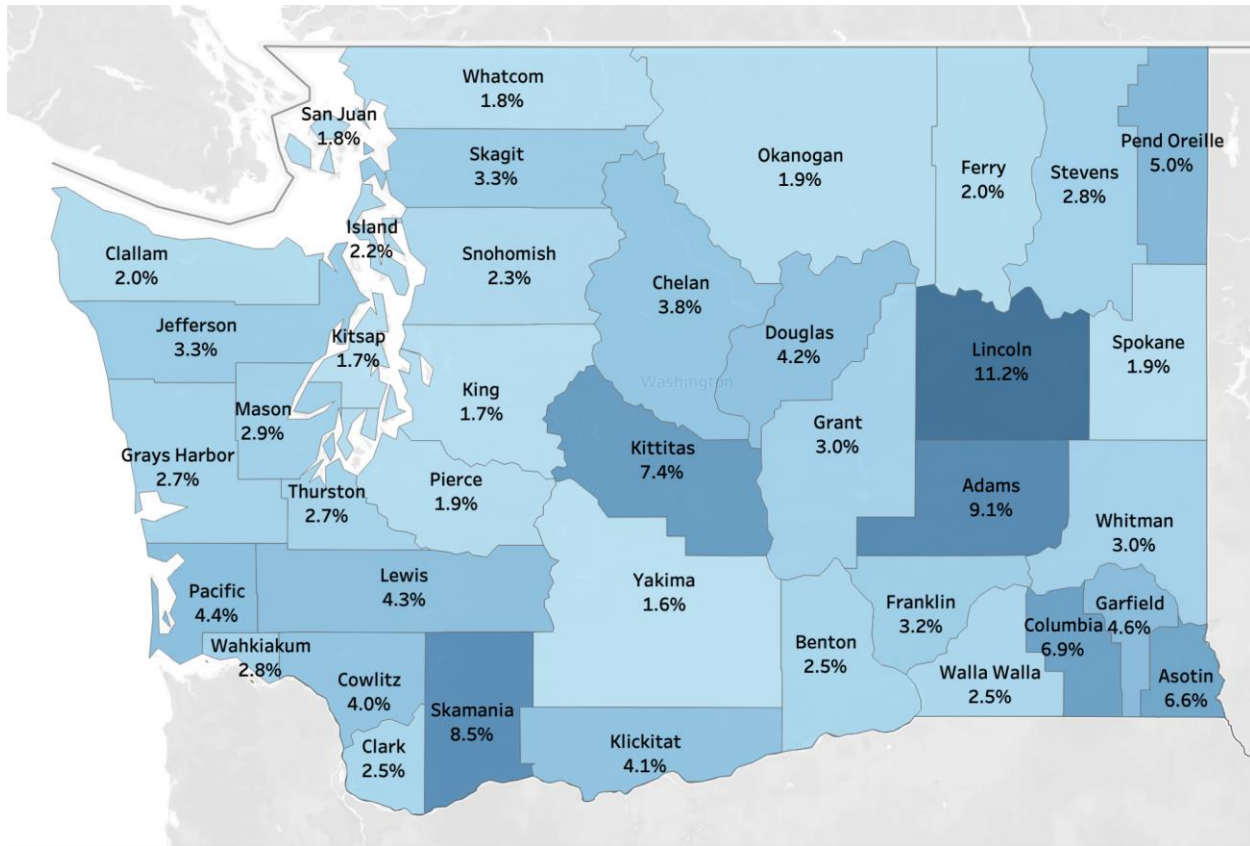 Whatcom
1.8%
San Juan
1.8%
Skagit
3.3%
Okanogan
1.9%
Ferry
2.0%
Stevens
2.8%
Pend Oreille
5.0%
Island
2.2%
Clallam
2.0%
Snohomish
2.3%
Chelan
3.8%
Jefferson
3.3%
Kitsap
1.7%
Douglas
4.2%
Lincoln
11.2%
Spokane
1.9%
Washington
King
1.7%
Mason
2.9%
Grant
3.0%
Grays Harbor
2.7%
Kittitas
7.4%
Thurston
2.7%
Pierce
1.9%
Adams
9.1%
Whitman
3.0%
Pacific
4.4%
Lewis
4.3%
Yakima
1.6%
Franklin
3.2%
Columbia
6.9%
Garfield
4.6%
Wahkiakum
2.8%
Benton
2.5%
Walla Walla
2.5%
Asotin
6.6%
Cowlitz
4.0%
Skamania
8.5%
Clark
2.5%
Klickitat
4.1%